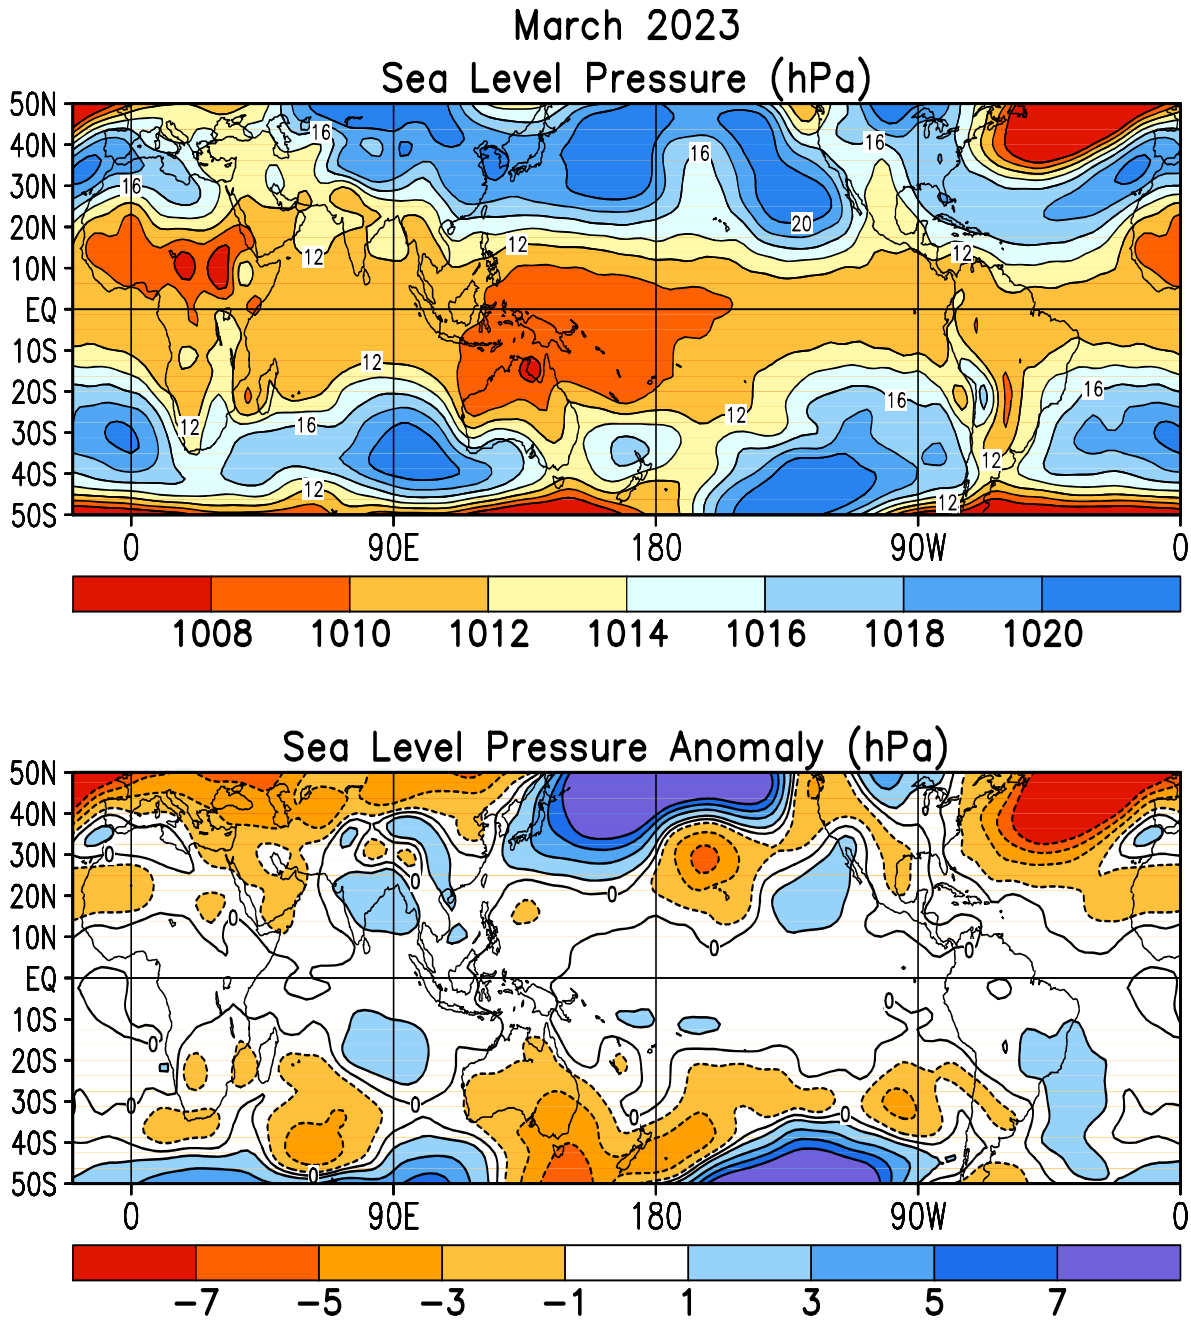 March 2023
Sea Level Pressure (hPa)
50N
40N
30N
20N
10N
EQ
10S
20S
30S
40S
50S
16
16
16
16
20
12
12
12
12
16
16
12
12
16
12
12
12
0
90E
180
90W
0
1008 1010 1012 1014 1016 1018 1020
Sea Level Pressure Anomaly (hPa)
50N
40N
30N
20N
10N
EQ
10S
20S
30S
40S
50S
0
0
0
0
0
0
0
0
0
0
0
0
0
0
90E
180
90W
0
−7 −5 −3 −1 1 3 5 7